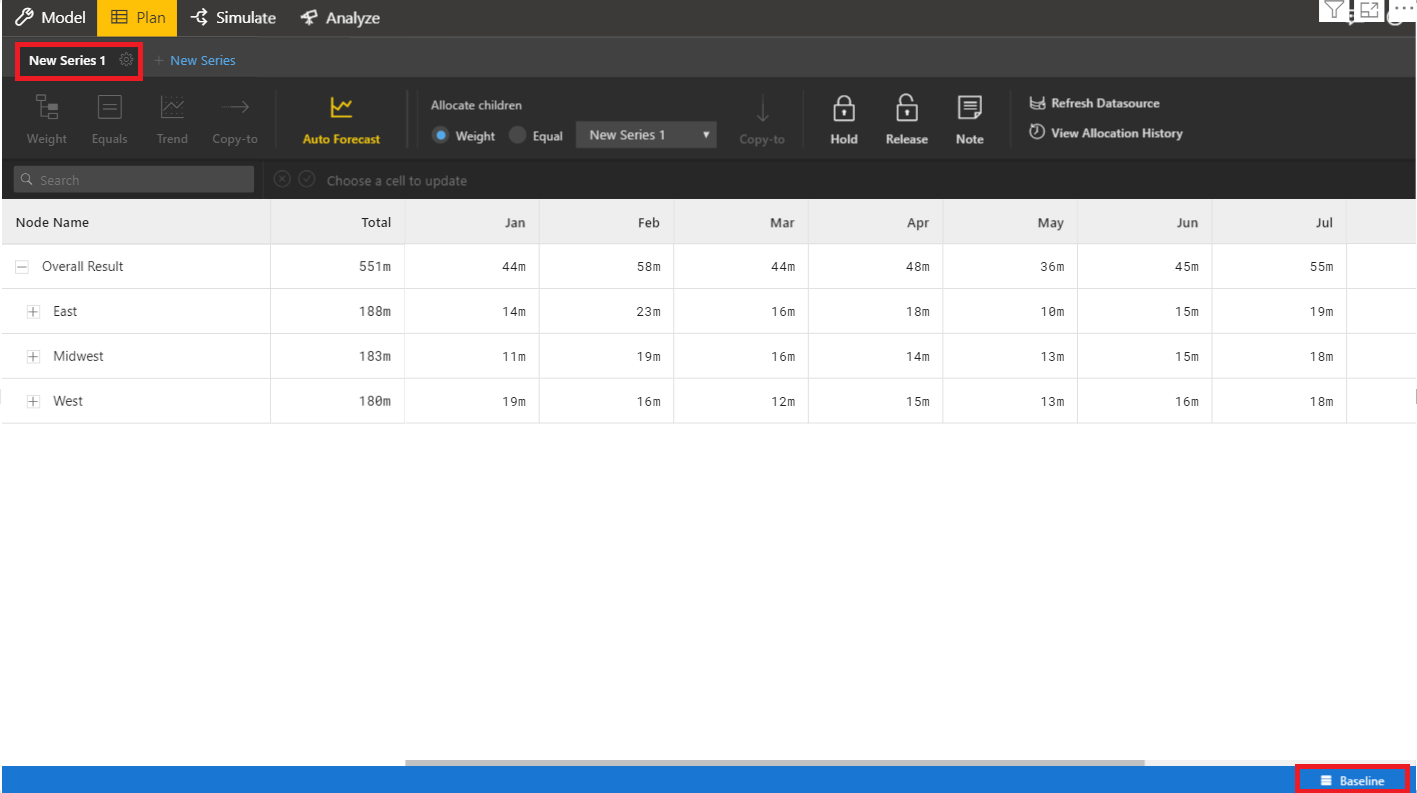 Model Plan Simulate Analyze
New Series 1 + New Series
Allocate children
Weight Equals Trend Copy-to Auto Forecast Weight Equal New Series 1 Copy-to Hold Release Note
Refresh Datasource
View Allocation History
Search Choose a cell to update
Node Name Total Jan Feb Mar Apr May Jun Jul
Overall Result 551m 44m 58m 44m 48m 36m 45m 55m
East 188m 14m 23m 16m 18m 10m 15m 19m
Midwest 183m 11m 19m 16m 14m 13m 15m 18m
West 180m 19m 16m 12m 15m 13m 16m 18m
Baseline